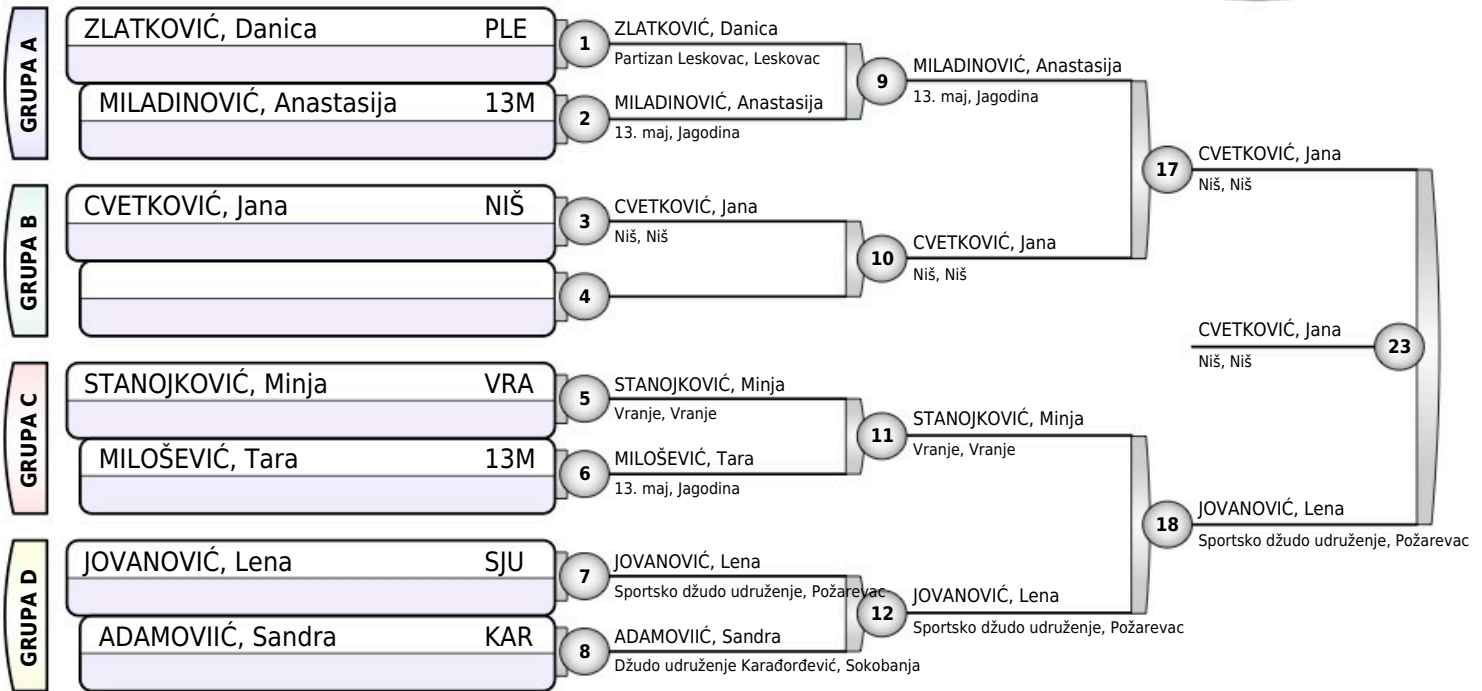 GRUPA A
ZLATKOVIĆ, Danica PLE
MILADINOVIĆ, Anastasija 13M
1
ZLATKOVIĆ, Danica
Partizan Leskovac, Leskovac
2
MILADINOVIĆ, Anastasija
13. maj, Jagodina
9
MILADINOVIĆ, Anastasija
13. maj, Jagodina
GRUPA B
CVETKOVIĆ, Jana NIŠ
3
CVETKOVIĆ, Jana
Niš, Niš
4
10
CVETKOVIĆ, Jana
Niš, Niš
17
CVETKOVIĆ, Jana
Niš, Niš
GRUPA C
STANOJKOVIĆ, Minja VRA
MILOŠEVIĆ, Tara 13M
5
STANOJKOVIĆ, Minja
Vranje, Vranje
6
MILOŠEVIĆ, Tara
13. maj, Jagodina
11
STANOJKOVIĆ, Minja
Vranje, Vranje
GRUPA D
JOVANOVIĆ, Lena SJU
ADAMOVIIĆ, Sandra KAR
7
JOVANOVIĆ, Lena
Sportsko džudo udruženje, Požarevac
8
ADAMOVIIĆ, Sandra
Džudo udruženje Karađorđević, Sokobanja
12
JOVANOVIĆ, Lena
Sportsko džudo udruženje, Požarevac
18
JOVANOVIĆ, Lena
Sportsko džudo udruženje, Požarevac
CVETKOVIĆ, Jana
Niš, Niš
23